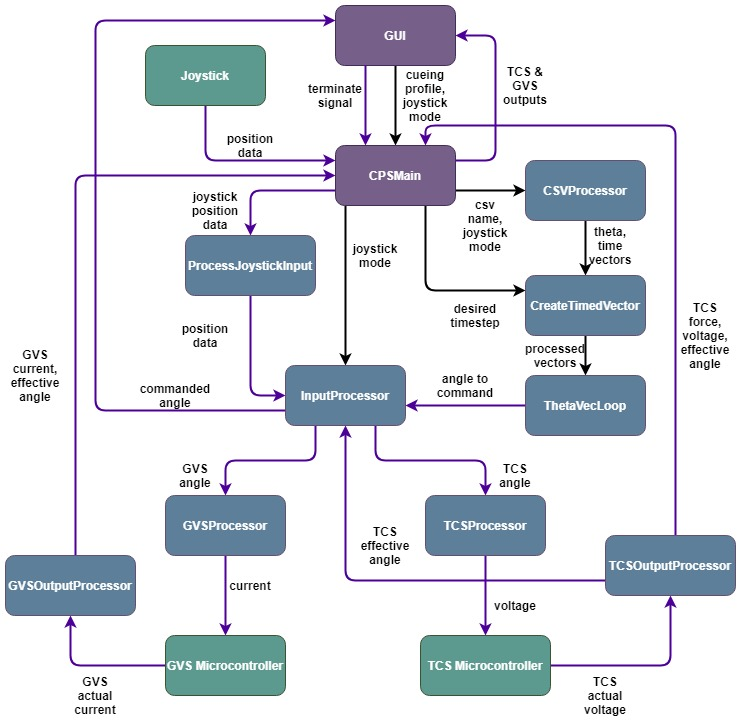 GUI
Joystick
terminate
signal
cueing
profile,
joystick
mode
TCS &
GVS
outputs
position
data
CPSMain
CSVProcessor
joystick
position
data
csv
name,
joystick
mode
theta,
time
vectors
ProcessJoystickInput
joystick
mode
CreateTimedVector
desired
timestep
TCS
force,
voltage,
effective
angle
position
data
processed
vectors
GVS
current,
effective
angle
commanded
angle
InputProcessor
angle to
command
ThetaVecLoop
GVS
angle
TCS
angle
GVSProcessor
TCSProcessor
TCS
effective
angle
GVSOutputProcessor
TCSOutputProcessor
current
voltage
GVS Microcontroller
TCS Microcontroller
GVS
actual
current
TCS
actual
voltage